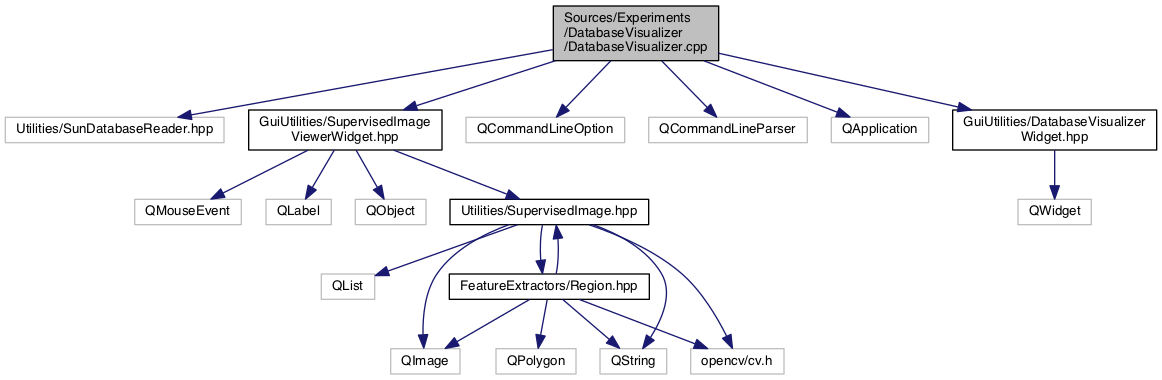 Sources/Experiments
/DatabaseVisualizer
/DatabaseVisualizer.cpp
Utilities/SunDatabaseReader.hpp
GuiUtilities/SupervisedImage
ViewerWidget.hpp
QCommandLineOption
QCommandLineParser
QApplication
GuiUtilities/DatabaseVisualizer
Widget.hpp
QMouseEvent
QLabel
QObject
Utilities/SupervisedImage.hpp
QWidget
QList
FeatureExtractors/Region.hpp
QImage
QPolygon
QString
opencv/cv.h